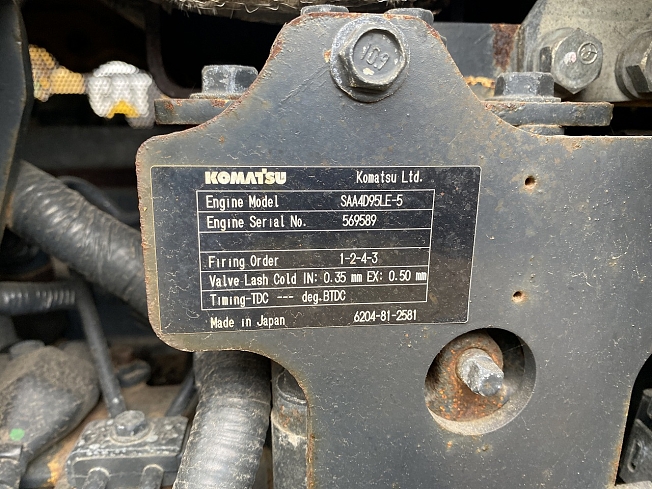 109
KOMATSU Komatsu Ltd.
Engine Model SAA4D95LE-5
Engine Serial No. 569589
Firing Order 1-2-4-3
Valve Lash Cold IN: 0.35 mm EX: 0.50 mm
Timing-TDC --- deg.BTDC
Made in Japan 6204-81-2581